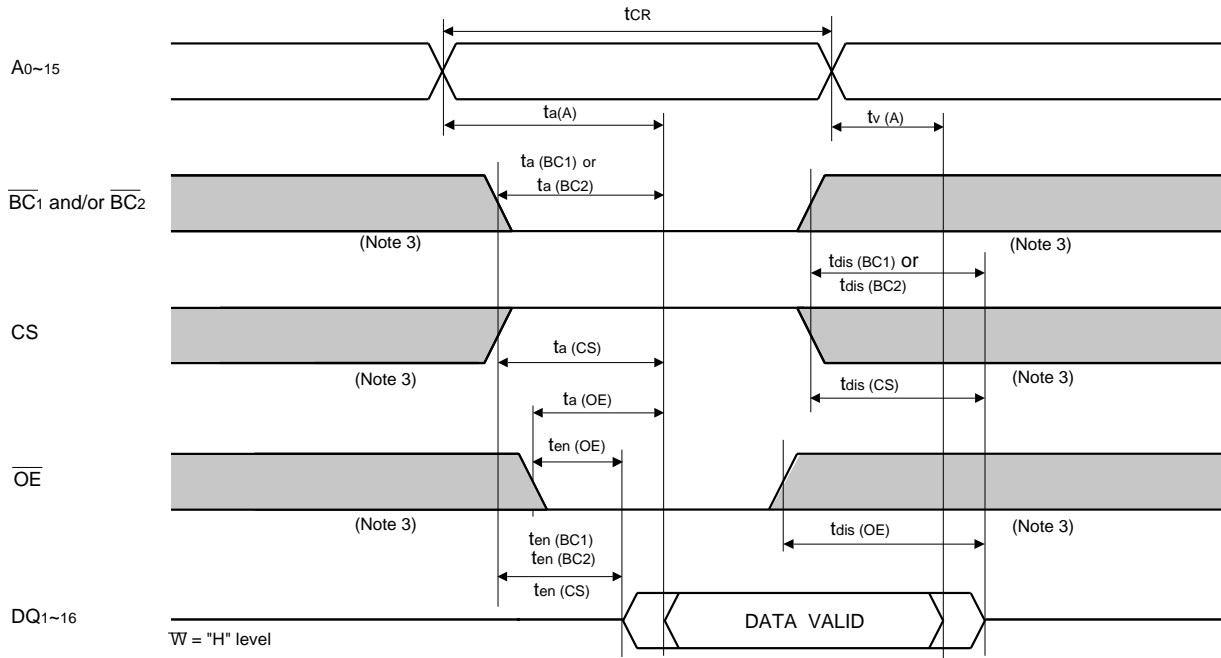 tCR
A0~15
ta(A)
tv (A)
ta (BC1) or
ta (BC2)
BC1 and/or BC2
(Note 3)
(Note 3)
tdis (BC1) or
tdis (BC2)
CS
ta (CS)
(Note 3)
(Note 3)
tdis (CS)
ta (OE)
ten (OE)
OE
(Note 3)
(Note 3)
tdis (OE)
ten (BC1)
ten (BC2)
ten (CS)
DQ1~16
DATA VALID
W = "H" level